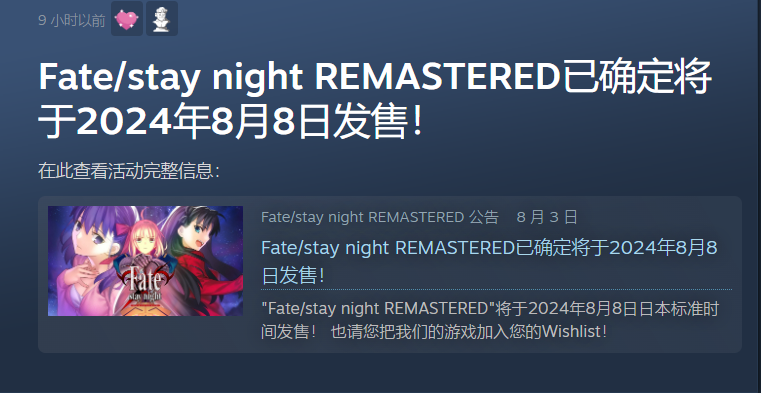 9 小时以前
Fate/stay night REMASTERED已确定将
于2024年8月8日发售！
在此查看活动完整信息：
Fate/stay night REMASTERED 公告 8 月 3 日
Fate/stay night REMASTERED已确定将于2024年8月8
日发售！
"Fate/stay night REMASTERED"将于2024年8月8日日本标准时
间发售！ 也请您把我们的游戏加入您的Wishlist！
Fate
stay night